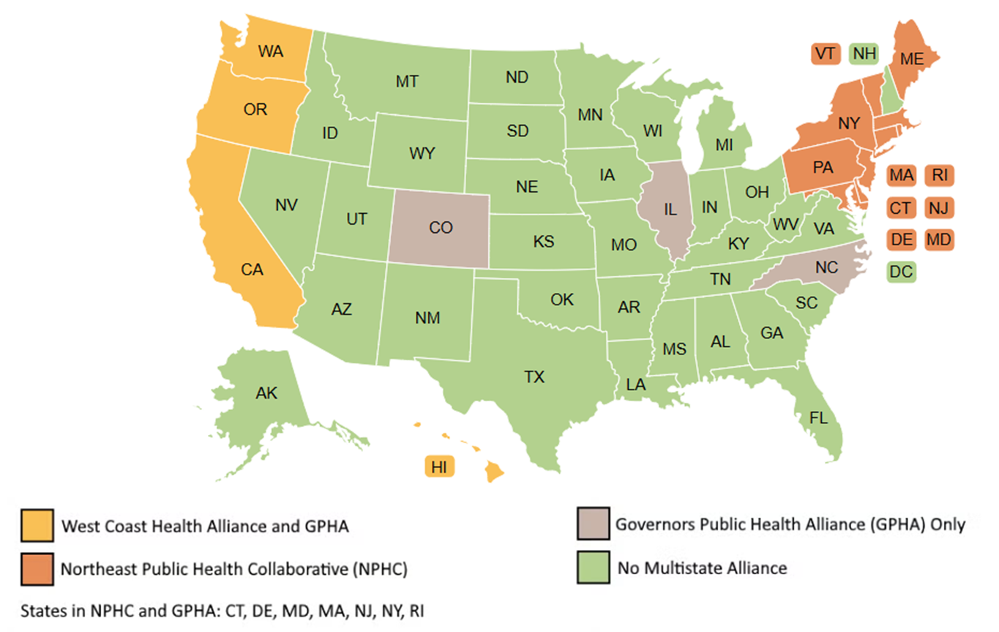 WA
MT
ND
MN
VT
NH
ME
OR
ID
WY
SD
WI
MI
NY
NV
UT
CO
NE
IA
IL
IN
OH
PA
MA
RI
CT
NJ
DE
MD
DC
CA
KS
MO
KY
WV
VA
AZ
NM
OK
AR
TN
NC
SC
TX
LA
MS
AL
GA
FL
AK
HI
West Coast Health Alliance and GPHA
Governors Public Health Alliance (GPHA) Only
Northeast Public Health Collaborative (NPHC)
No Multistate Alliance
States in NPHC and GPHA: CT, DE, MD, MA, NJ, NY, RI